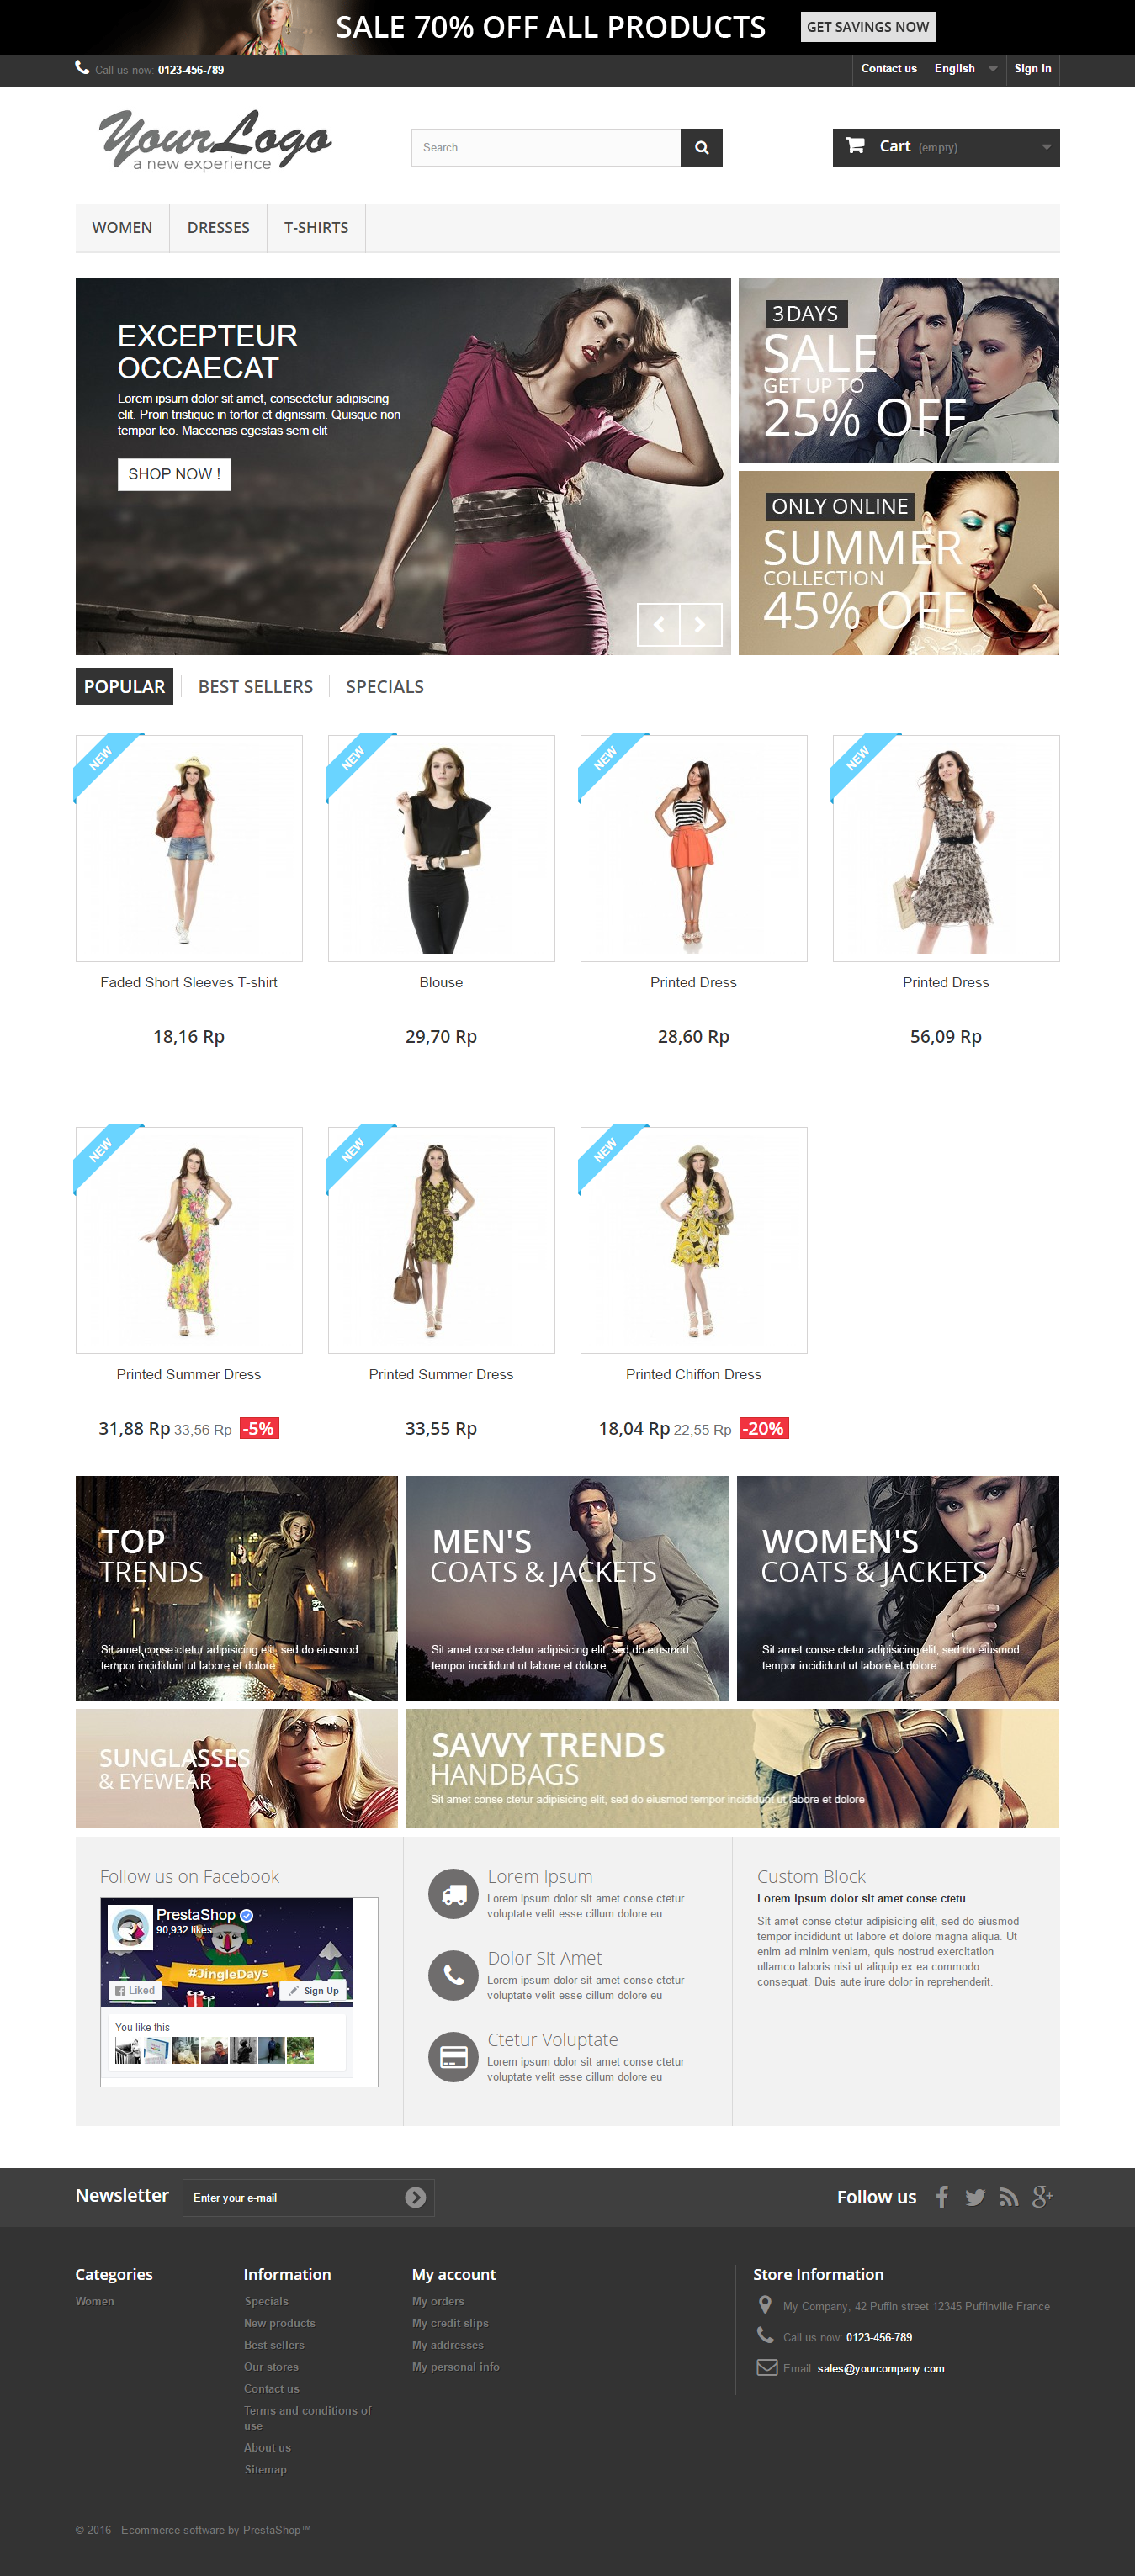 SALE 70% OFF ALL PRODUCTS GET SAVINGS NOW
Call us now: 0123-456-789
Contact us English Sign in
YourLogo
a new experience
Search
Cart (empty)
WOMEN DRESSES T-SHIRTS
EXCEPTEUR
OCCAECAT
Lorem ipsum dolor sit amet, consectetur adipiscing
elit. Proin tristique in tortor et dignissim. Quisque non
tempor leo. Maecenas egestas sem elit
SHOP NOW !
3 DAYS
SALE
GET UP TO
25% OFF
ONLY ONLINE
SUMMER
COLLECTION
45% OFF
POPULAR BEST SELLERS SPECIALS
NEW NEW NEW NEW
Faded Short Sleeves T-shirt Blouse Printed Dress Printed Dress
18,16 Rp 29,70 Rp 28,60 Rp 56,09 Rp
NEW NEW NEW
Printed Summer Dress Printed Summer Dress Printed Chiffon Dress
31,88 Rp 33,56 Rp -5% 33,55 Rp 18,04 Rp 22,55 Rp -20%
TOP
TRENDS
Sit amet conse ctetur adipisicing elit, sed do eiusmod
tempor incididunt ut labore et dolore
MEN'S
COATS & JACKETS
Sit amet conse ctetur adipisicing elit, sed do eiusmod
tempor incididunt ut labore et dolore
WOMEN'S
COATS & JACKETS
Sit amet conse ctetur adipisicing elit, sed do eiusmod
tempor incididunt ut labore et dolore
SUNGLASSES
& EYEWEAR
SAVVY TRENDS
HANDBAGS
Sit amet conse ctetur adipisicing elit, sed do eiusmod tempor incididunt ut labore et dolore
Follow us on Facebook
PrestaShop
90,932 likes
#JingleDays
Liked Sign Up
You like this
Lorem Ipsum
Lorem ipsum dolor sit amet conse ctetur
voluptate velit esse cillum dolore eu
Dolor Sit Amet
Lorem ipsum dolor sit amet conse ctetur
voluptate velit esse cillum dolore eu
Ctetur Voluptate
Lorem ipsum dolor sit amet conse ctetur
voluptate velit esse cillum dolore eu
Custom Block
Lorem ipsum dolor sit amet conse ctetu
Sit amet conse ctetur adipisicing elit, sed do eiusmod
tempor incididunt ut labore et dolore magna aliqua. Ut
enim ad minim veniam, quis nostrud exercitation
ullamco laboris nisi ut aliquip ex ea commodo
consequat. Duis aute irure dolor in reprehenderit.
Newsletter Enter your e-mail
Follow us
Categories
Women
Information
Specials
New products
Best sellers
Our stores
Contact us
Terms and conditions of
use
About us
Sitemap
My account
My orders
My credit slips
My addresses
My personal info
Store Information
My Company, 42 Puffin street 12345 Puffinville France
Call us now: 0123-456-789
Email: sales@yourcompany.com
© 2016 - Ecommerce software by PrestaShop™